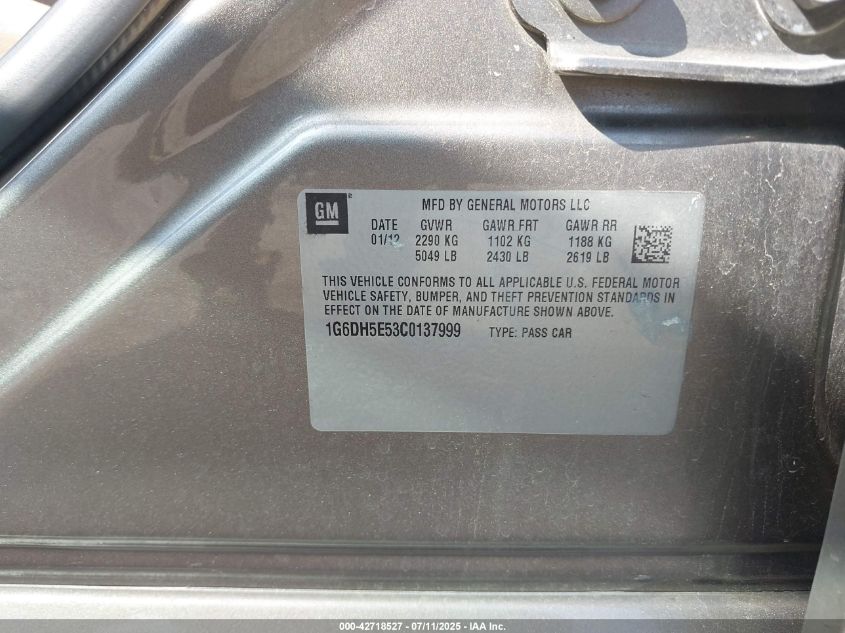 GM
MFD BY GENERAL MOTORS LLC
DATE GVWR GAWR FRT GAWR RR
01/12 2290 KG 1102 KG 1188 KG
5049 LB 2430 LB 2619 LB
THIS VEHICLE CONFORMS TO ALL APPLICABLE U.S. FEDERAL MOTOR
VEHICLE SAFETY, BUMPER, AND THEFT PREVENTION STANDARDS IN
EFFECT ON THE DATE OF MANUFACTURE SHOWN ABOVE.
1G6DH5E53C0137999 TYPE: PASS CAR
000-42718527 - 07/11/2025 - IAA Inc.